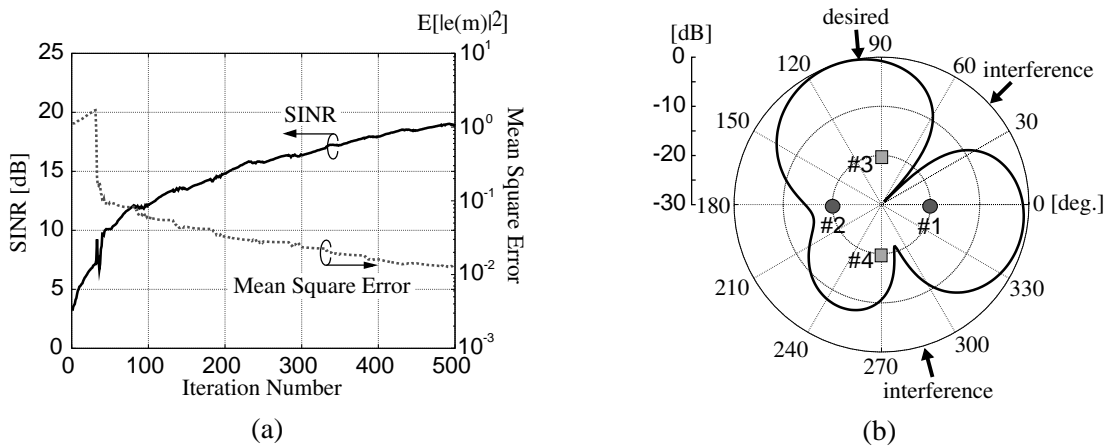 E[|e(m)|²]
25
20
15
10
5
0
SINR [dB]
10¹
10⁰
10⁻¹
10⁻²
10⁻³
Mean Square Error
SINR
Mean Square Error
0 100 200 300 400 500
Iteration Number
(a)
desired
[dB]
0
-10
-20
-30
90
120
60
interference
150
30
180
0 [deg.]
#3
#2
#1
#4
210
330
240
300
270
interference
(b)